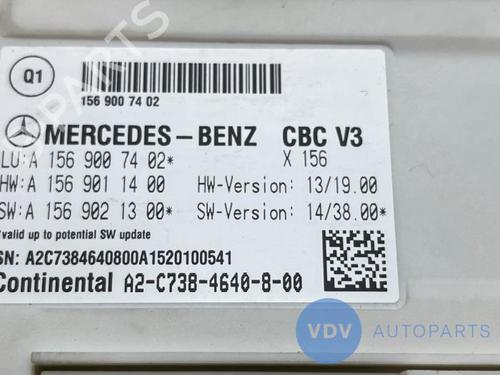 Q1
156 900 74 02
MERCEDES-BENZ CBC V3
LU:A 156 900 74 02* X 156
HW:A 156 901 14 00 HW-Version: 13/19.00
SW:A 156 902 13 00* SW-Version: 14/38.00*
*valid up to potential SW update
SN: A2C7384640800A1520100541
Continental A2-C738-4640-8-00
VDV AUTOPARTS
PARTS